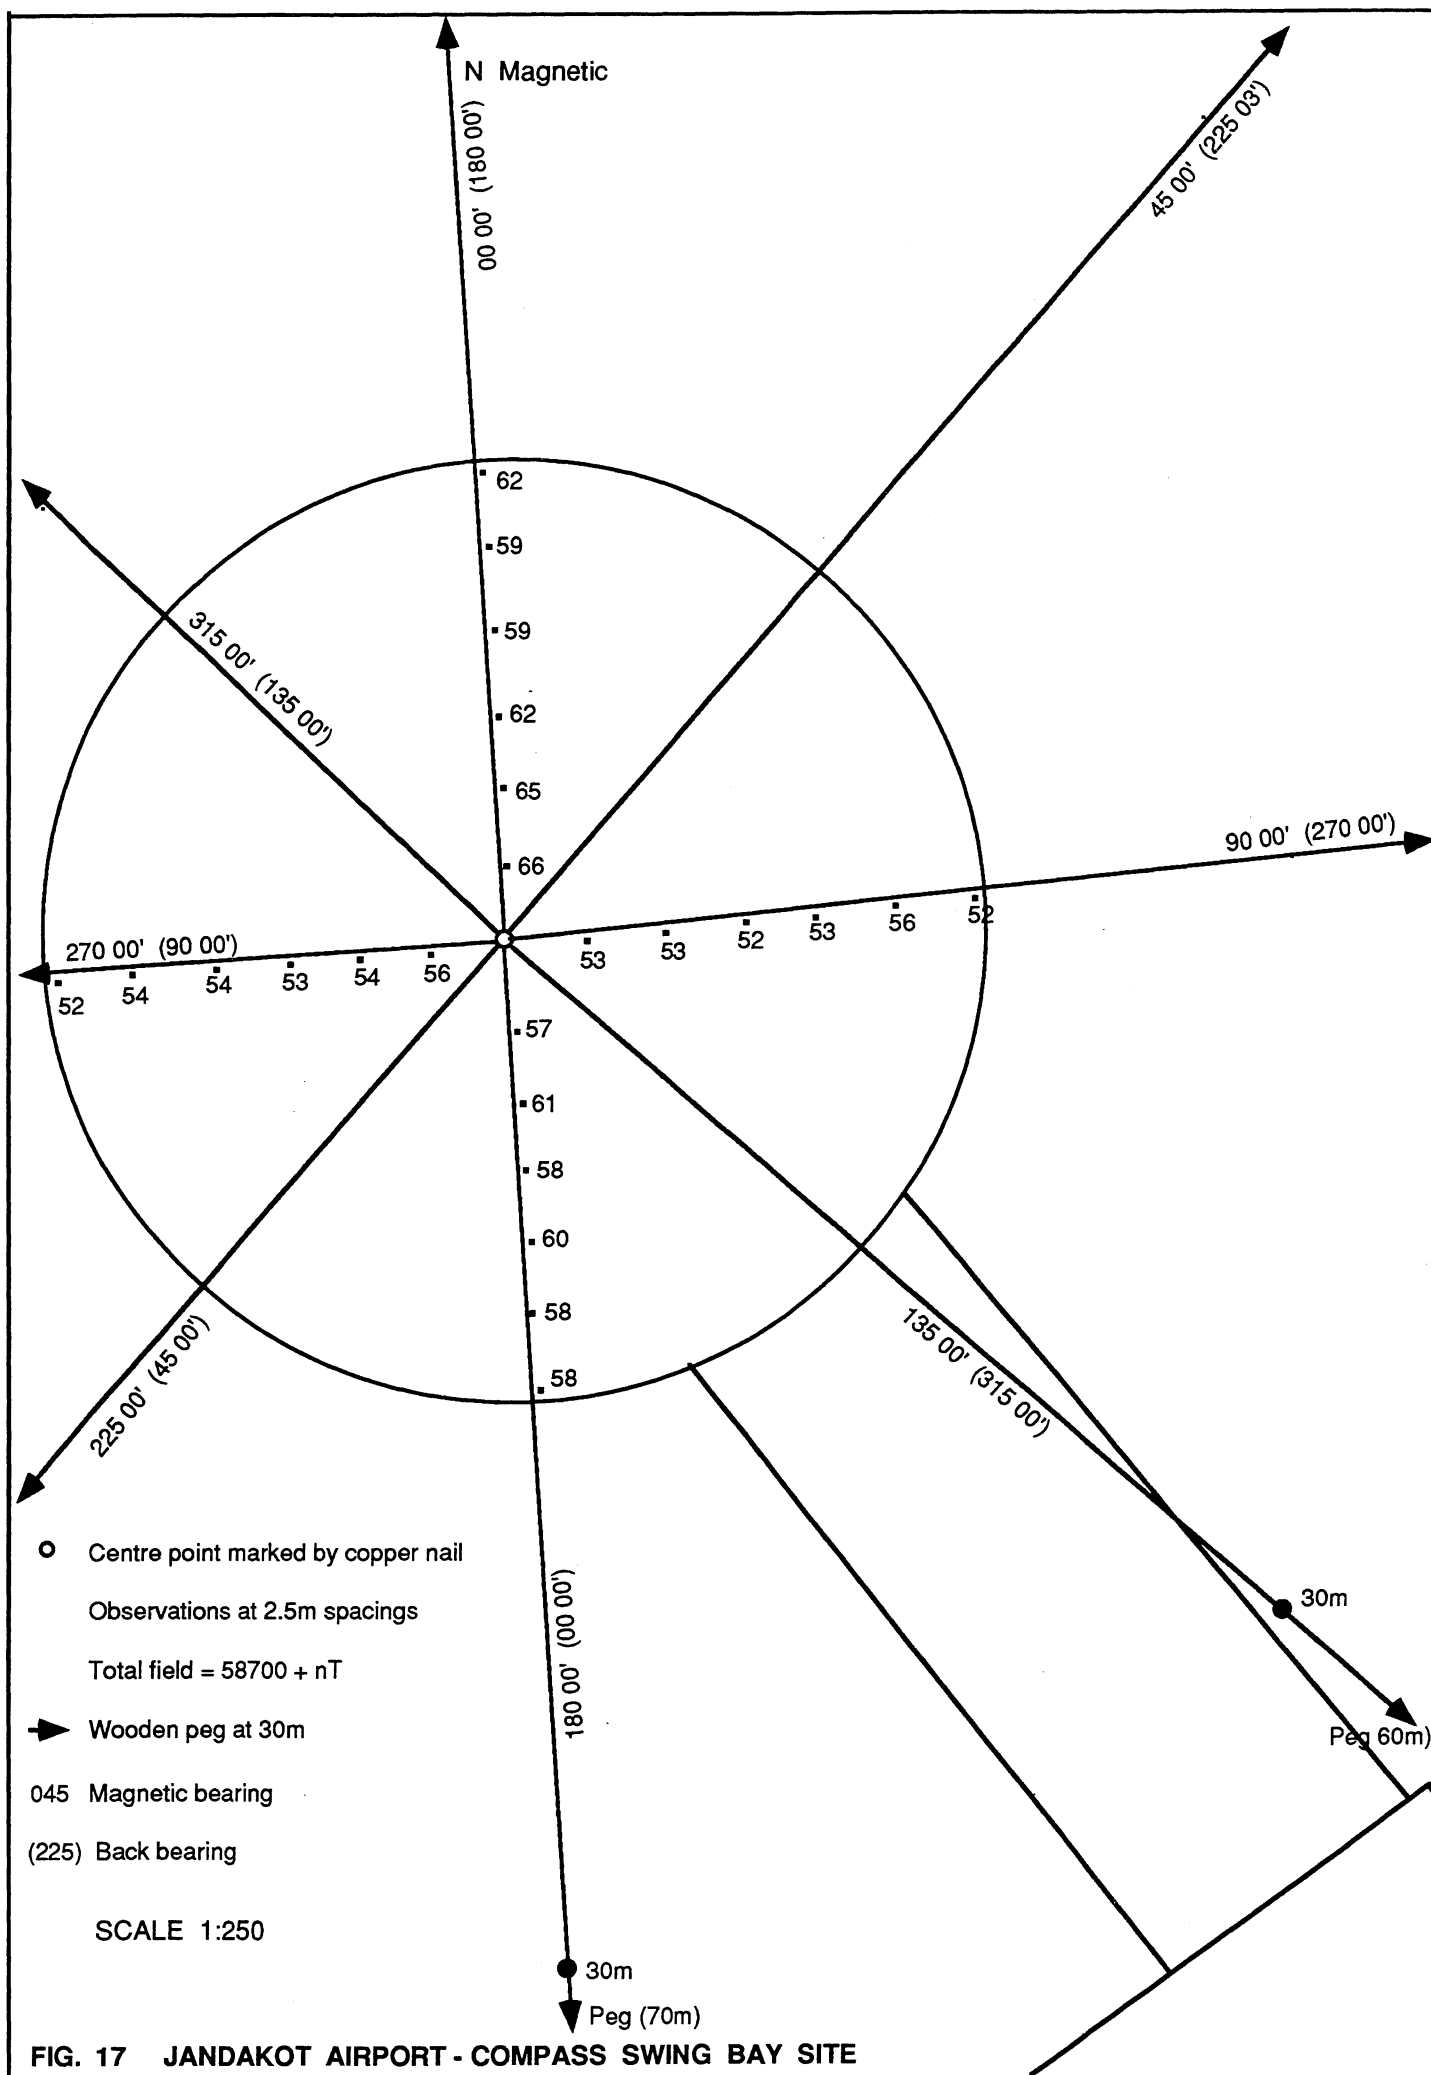 N Magnetic
00 00' (180 00')
45 00' (225 03')
62
59
59
315 00' (135 00')
62
65
66
90 00' (270 00')
270 00' (90 00')
52
54
54
53
54
56
53
53
52
53
56
52
57
61
58
60
58
58
225 00' (45 00')
135 00' (315 00')
Centre point marked by copper nail
Observations at 2.5m spacings
Total field = 58700 + nT
Wooden peg at 30m
045 Magnetic bearing
(225) Back bearing
SCALE 1:250
180 00' (00 00')
30m
Peg 60m)
30m
Peg (70m)
FIG. 17 JANDAKOT AIRPORT - COMPASS SWING BAY SITE